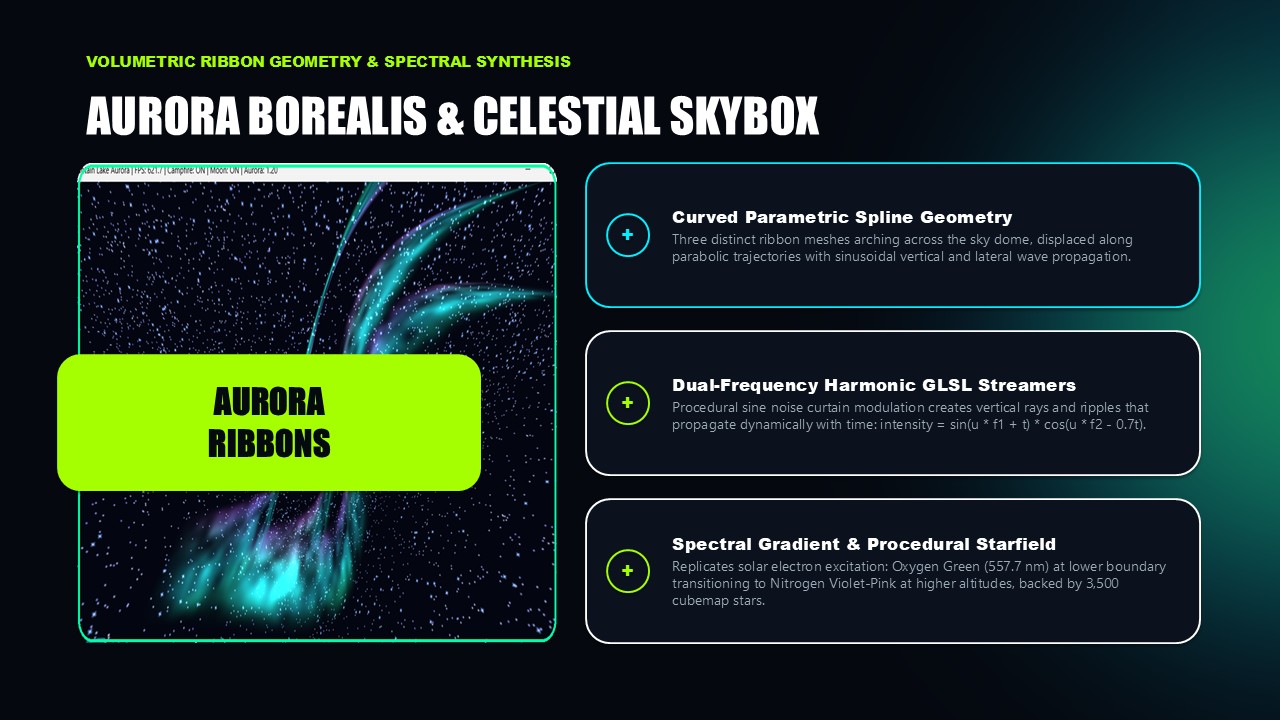 VOLUMETRIC RIBBON GEOMETRY & SPECTRAL SYNTHESIS
AURORA BOREALIS & CELESTIAL SKYBOX
Lake Aurora | FPS: 621.7 | Campfire: ON | Moon: ON | Aurora: 1.20
AURORA
RIBBONS
+
Curved Parametric Spline Geometry
Three distinct ribbon meshes arching across the sky dome, displaced along
parabolic trajectories with sinusoidal vertical and lateral wave propagation.
+
Dual-Frequency Harmonic GLSL Streamers
Procedural sine noise curtain modulation creates vertical rays and ripples that
propagate dynamically with time: intensity = sin(u * f1 + t) * cos(u * f2 - 0.7t).
+
Spectral Gradient & Procedural Starfield
Replicates solar electron excitation: Oxygen Green (557.7 nm) at lower boundary
transitioning to Nitrogen Violet-Pink at higher altitudes, backed by 3,500
cubemap stars.